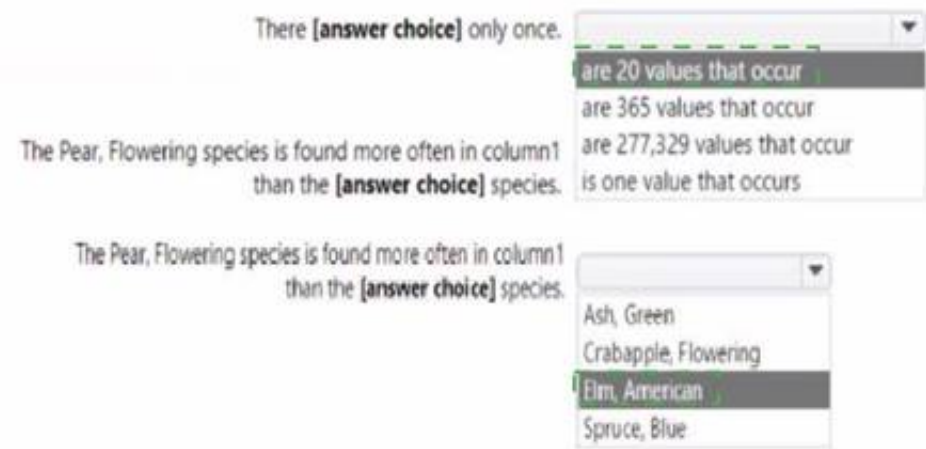 There [answer choice] only once.
are 20 values that occur
are 365 values that occur
are 277,329 values that occur
is one value that occurs
The Pear, Flowering species is found more often in column1
than the [answer choice] species.
The Pear, Flowering species is found more often in column1
than the [answer choice] species.
Ash, Green
Crabapple, Flowering
Elm, American
Spruce, Blue